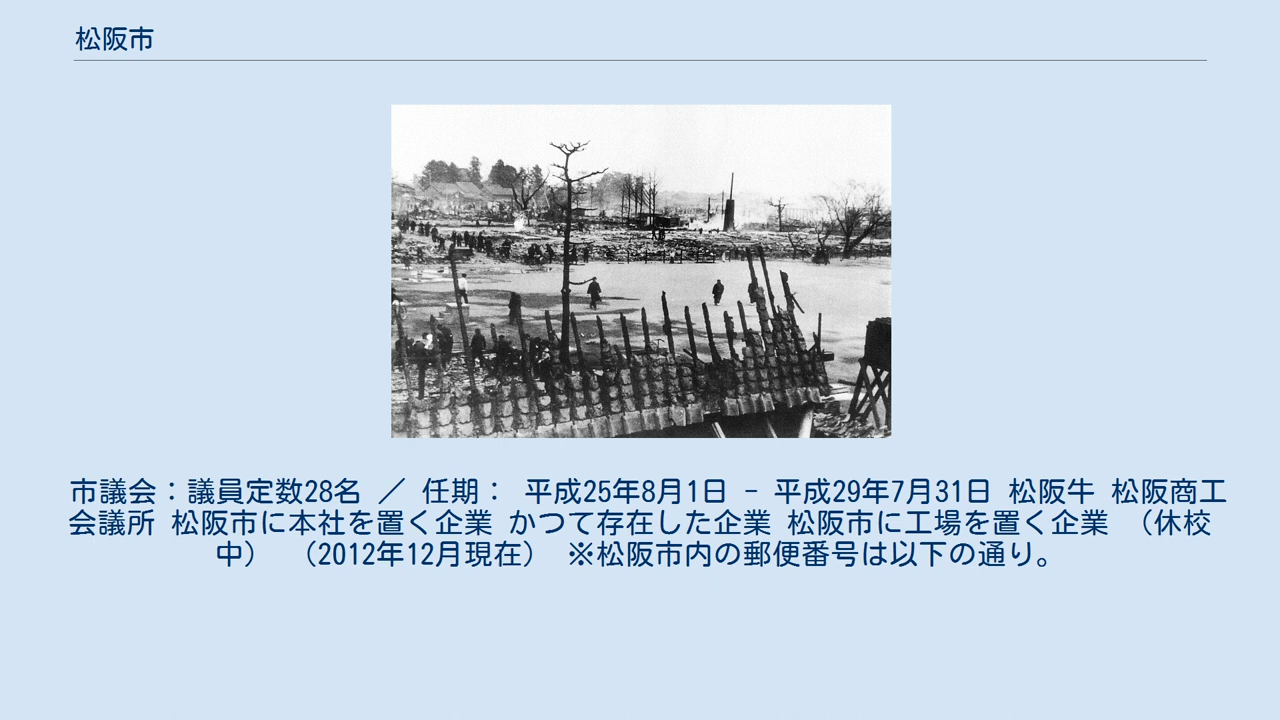 松阪市
市議会：議員定数28名 ／ 任期： 平成25年8月1日 - 平成29年7月31日 松阪牛 松阪商工
会議所 松阪市に本社を置く企業 かつて存在した企業 松阪市に工場を置く企業 （休校
中） （2012年12月現在） ※松阪市内の郵便番号は以下の通り。